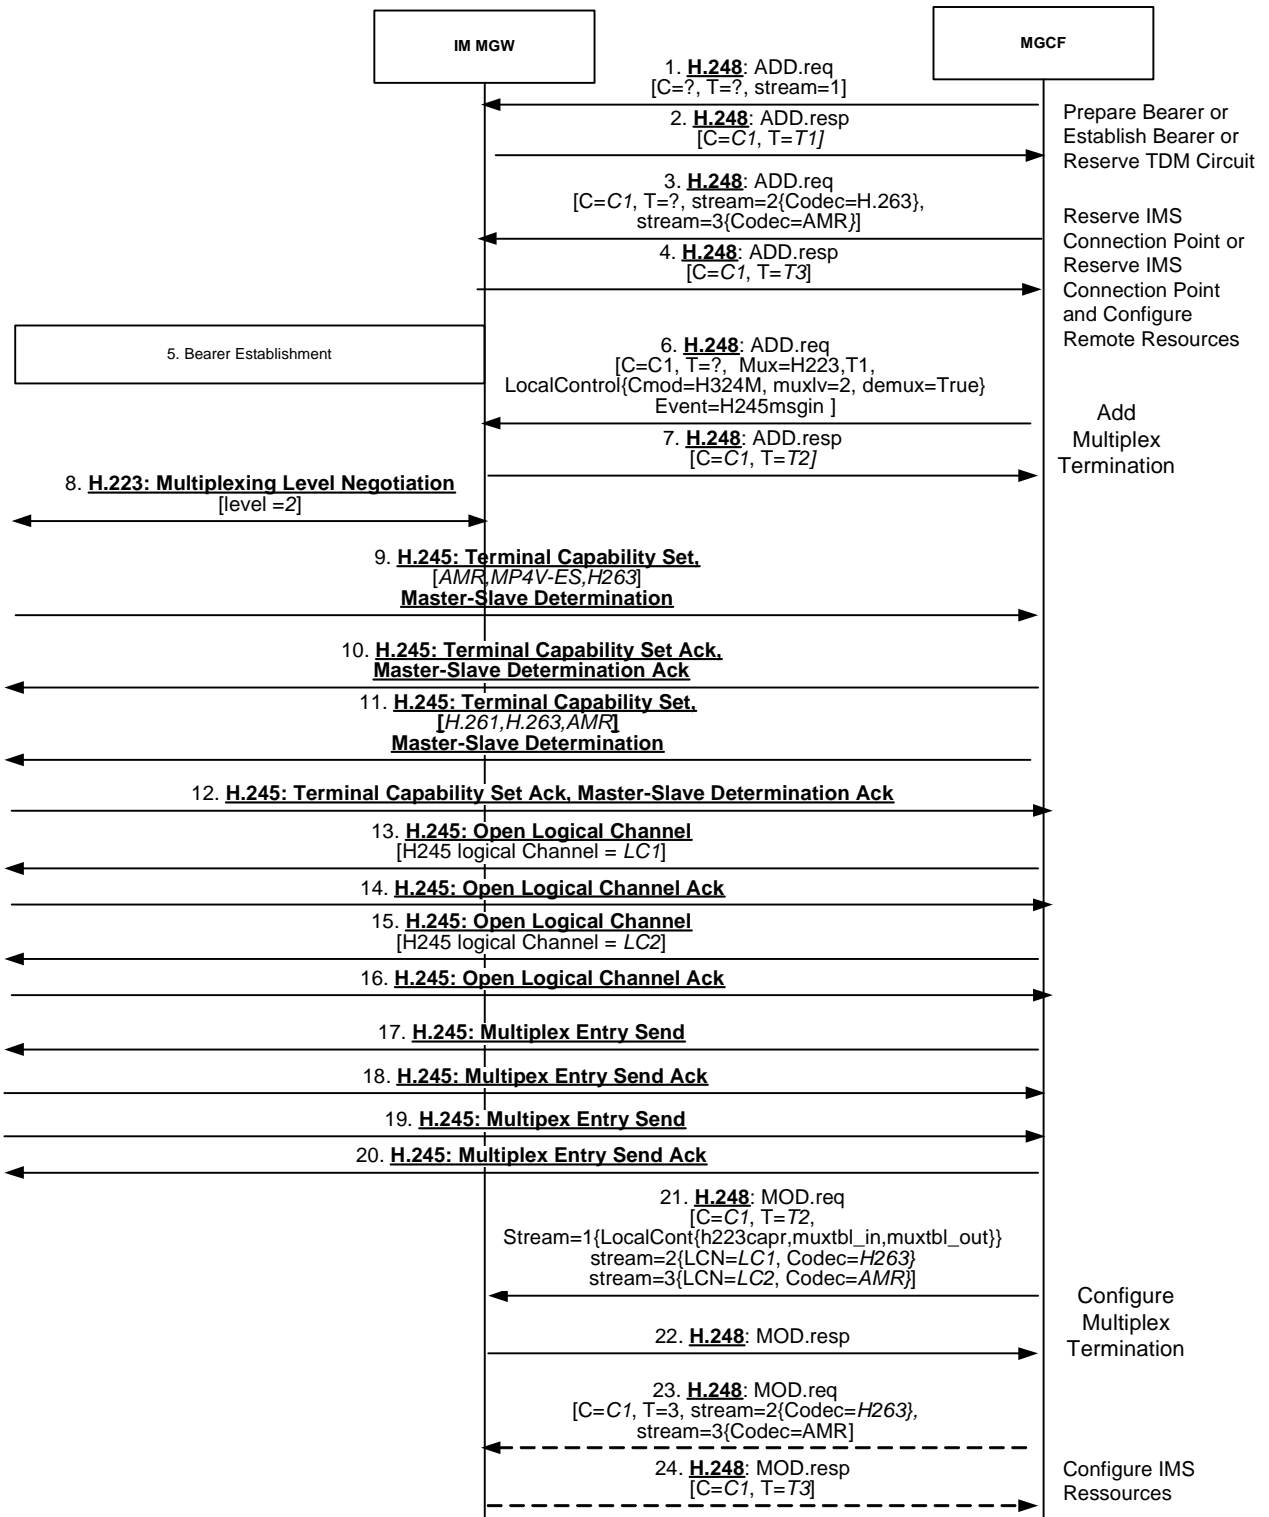 IM MGW
MGCF
1. H.248: ADD.req
[C=?, T=?, stream=1]
2. H.248: ADD.resp
[C=C1, T=T1]
Prepare Bearer or
Establish Bearer or
Reserve TDM Circuit
3. H.248: ADD.req
[C=C1, T=?, stream=2{Codec=H.263},
stream=3{Codec=AMR}]
4. H.248: ADD.resp
[C=C1, T=T3]
Reserve IMS
Connection Point or
Reserve IMS
Connection Point
and Configure
Remote Resources
5. Bearer Establishment
6. H.248: ADD.req
[C=C1, T=?, Mux=H223,T1,
LocalControl{Cmod=H324M, muxlv=2, demux=True}
Event=H245msgin ]
7. H.248: ADD.resp
[C=C1, T=T2]
Add
Multiplex
Termination
8. H.223: Multiplexing Level Negotiation
[level =2]
9. H.245: Terminal Capability Set,
[AMR,MP4V-ES,H263]
Master-Slave Determination
10. H.245: Terminal Capability Set Ack,
Master-Slave Determination Ack
11. H.245: Terminal Capability Set,
[H.261,H.263,AMR]
Master-Slave Determination
12. H.245: Terminal Capability Set Ack, Master-Slave Determination Ack
13. H.245: Open Logical Channel
[H245 logical Channel = LC1]
14. H.245: Open Logical Channel Ack
15. H.245: Open Logical Channel
[H245 logical Channel = LC2]
16. H.245: Open Logical Channel Ack
17. H.245: Multiplex Entry Send
18. H.245: Multipex Entry Send Ack
19. H.245: Multipex Entry Send
20. H.245: Multiplex Entry Send Ack
21. H.248: MOD.req
[C=C1, T=T2,
Stream=1{LocalCont{h223capr,muxtbl_in,muxtbl_out}}
stream=2{LCN=LC1, Codec=H263}
stream=3{LCN=LC2, Codec=AMR}]
22. H.248: MOD.resp
Configure
Multiplex
Termination
23. H.248: MOD.req
[C=C1, T=3, stream=2{Codec=H263},
stream=3{Codec=AMR]
24. H.248: MOD.resp
[C=C1, T=T3]
Configure IMS
Ressources